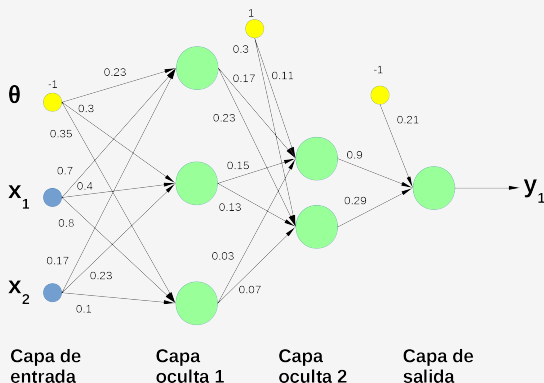 1
-1
0.3
0.23
0.17
0.11
-1
θ
0.3
0.35
0.23
0.21
0.7
0.15
0.9
x1
0.4
0.13
0.29
y1
0.8
0.17
0.23
0.03
x2
0.1
0.07
Capa de entrada
Capa oculta 1
Capa oculta 2
Capa de salida